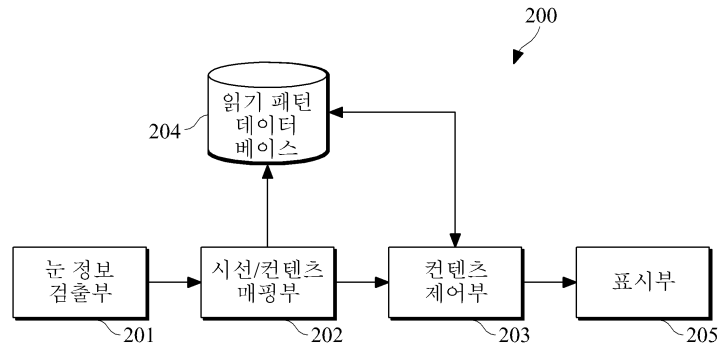 200
읽기 패턴
데이터
베이스
204
눈 정보
검출부
201
시선/컨텐츠
매핑부
202
컨텐츠
제어부
203
표시부
205